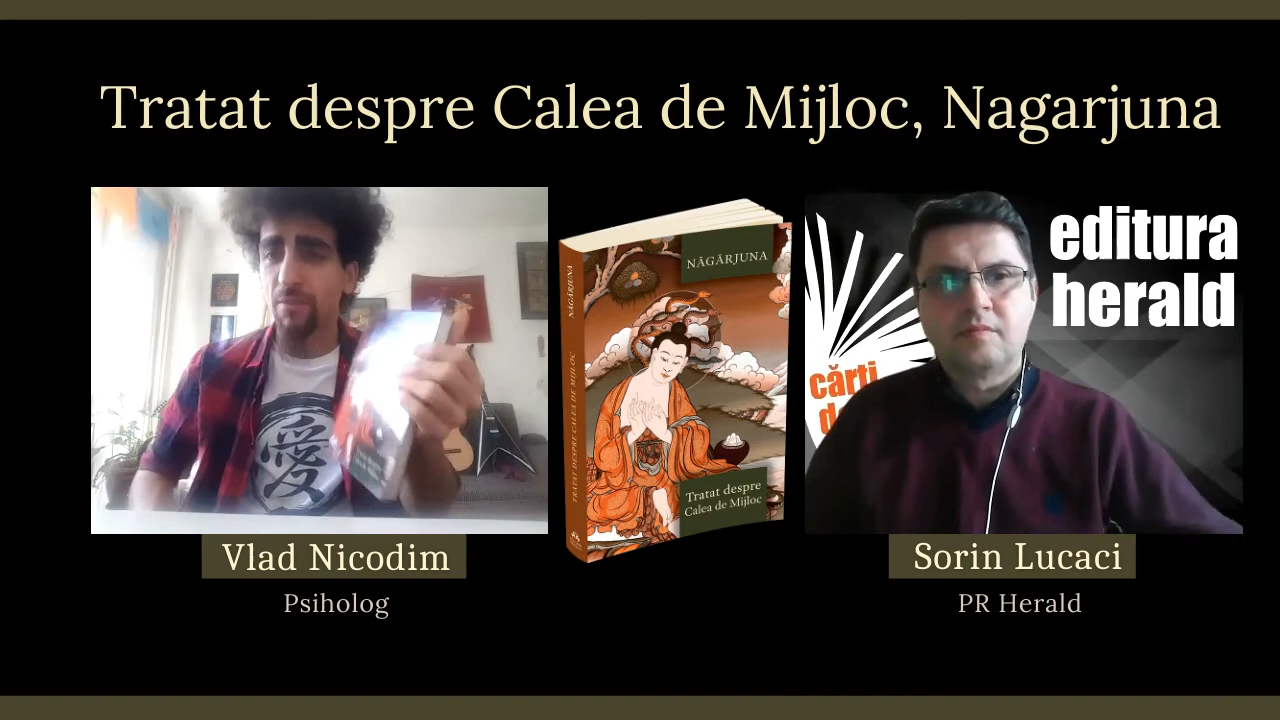 Tratat despre Calea de Mijloc, Nagarjuna
NĀGĀRJUNA
TRATAT DESPRE CALEA DE MIJLOC
NĀGĀRJUNA
Tratat despre
Calea de Mijloc
愛
editura
herald
cărți
d
Vlad Nicodim
Psiholog
Sorin Lucaci
PR Herald